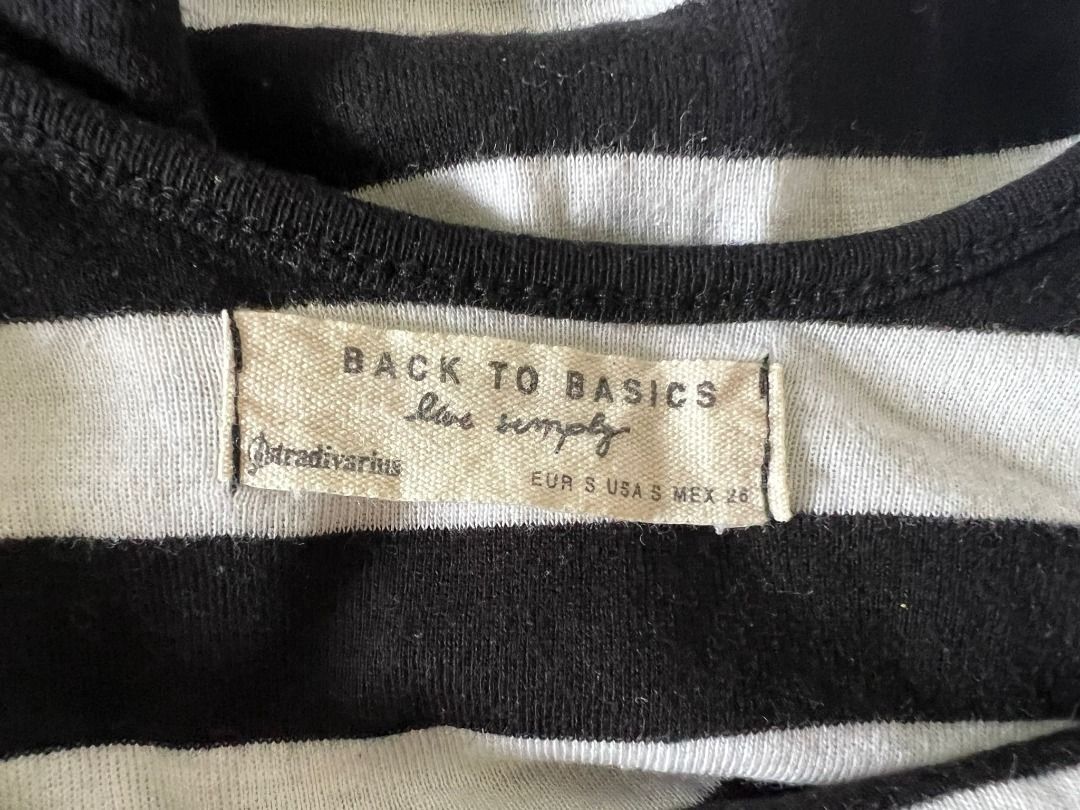 BACK TO BASICS
live simply
stradivarius
EUR S USA S MEX 26